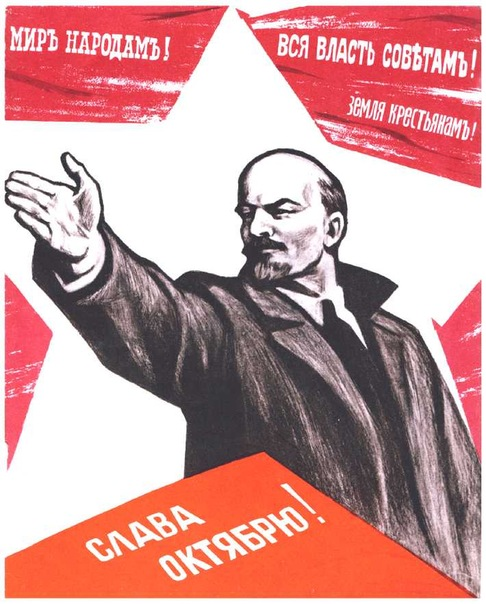 МИРЪ НАРОДАМЪ!
ВСЯ ВЛАСТЬ СОВѢТАМЪ!
ЗЕМЛЯ КРЕСТЬЯНАМЪ!
СЛАВА
ОКТЯБРЮ!